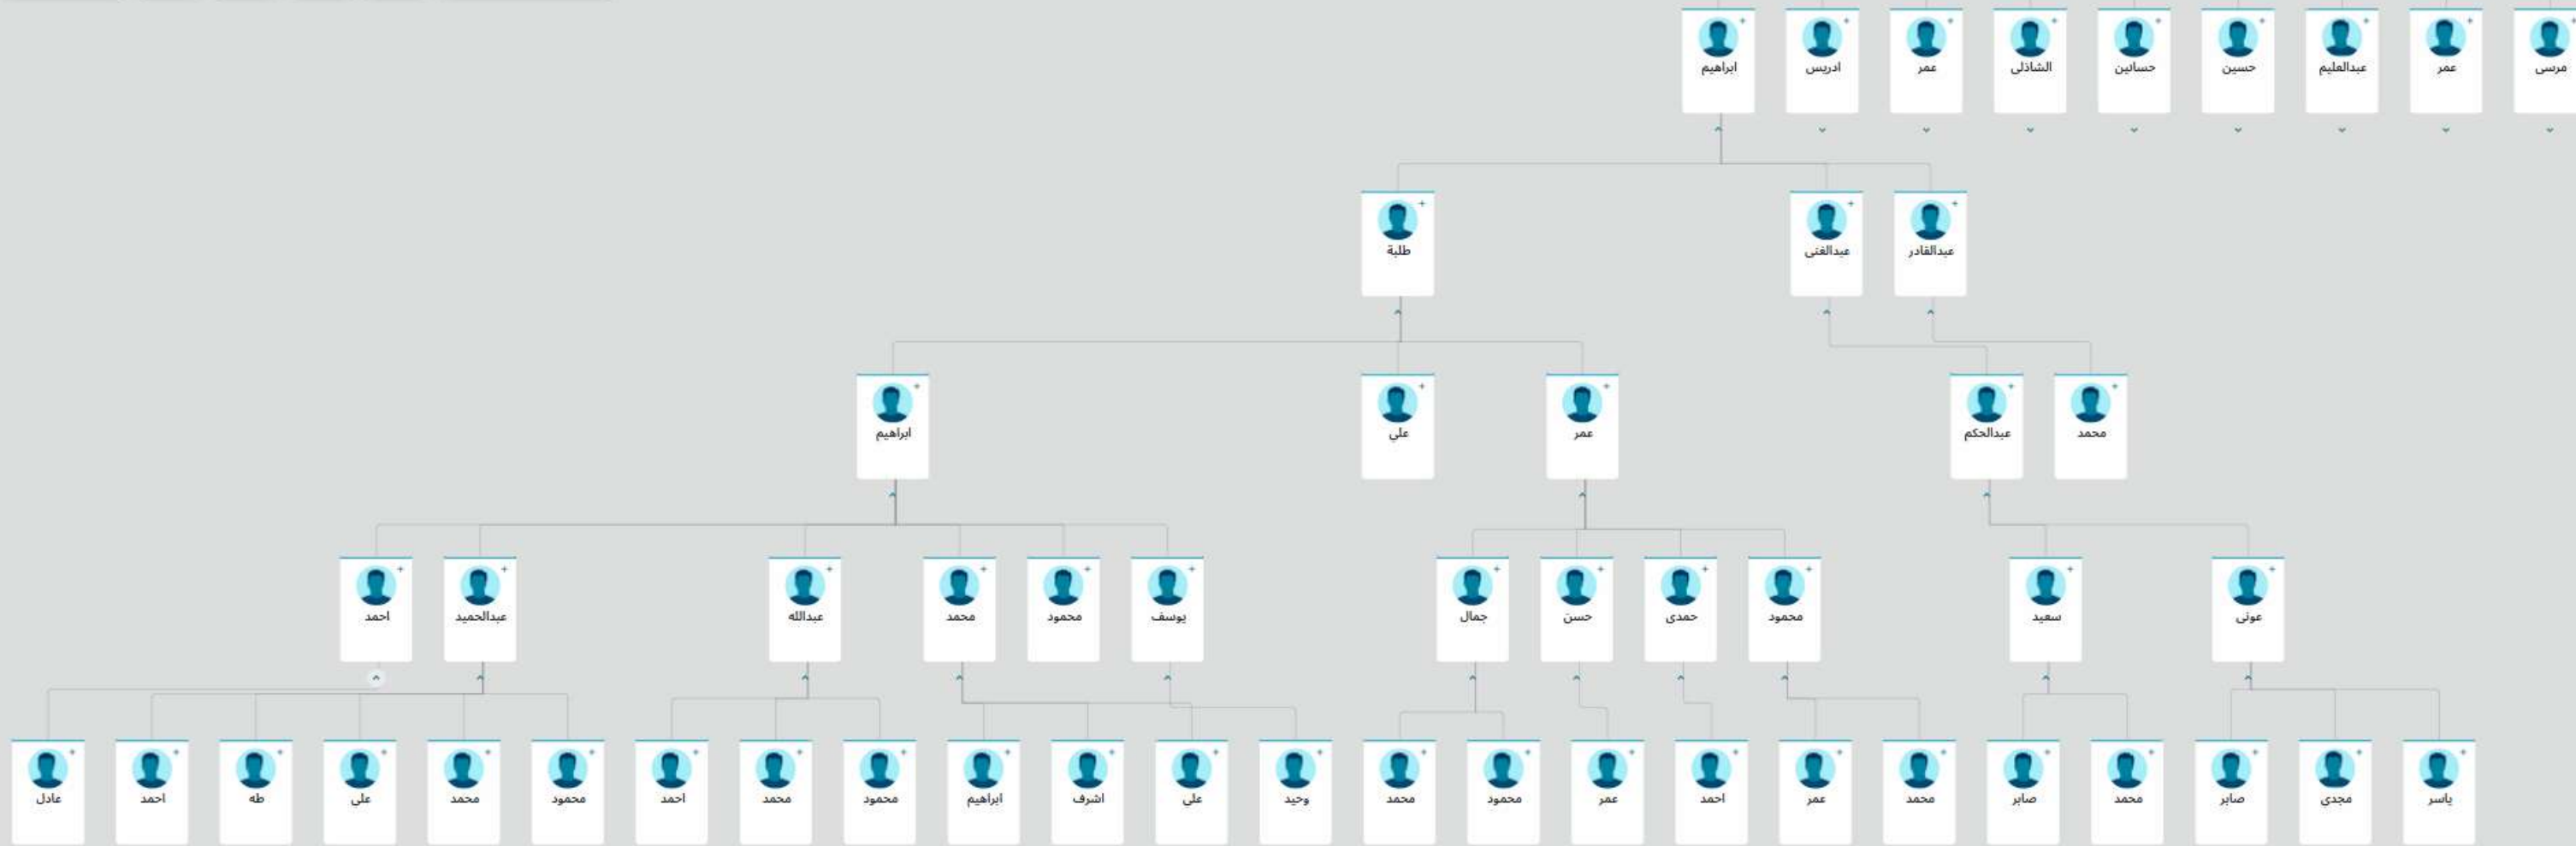 مرسى
عمر
عبدالعليم
حسين
حسانين
الشاذلى
عمر
ادريس
ابراهيم
عبدالقادر
عبدالغنى
طلبة
محمد
عبدالحكم
عمر
علي
ابراهيم
عونى
سعيد
محمود
حمدى
حسن
جمال
يوسف
محمود
محمد
عبدالله
عبدالحميد
احمد
ياسر
مجدى
صابر
محمد
صابر
محمد
عمر
احمد
عمر
محمود
محمد
وحيد
علي
اشرف
ابراهيم
محمود
محمد
احمد
محمود
محمد
علي
طه
احمد
عادل